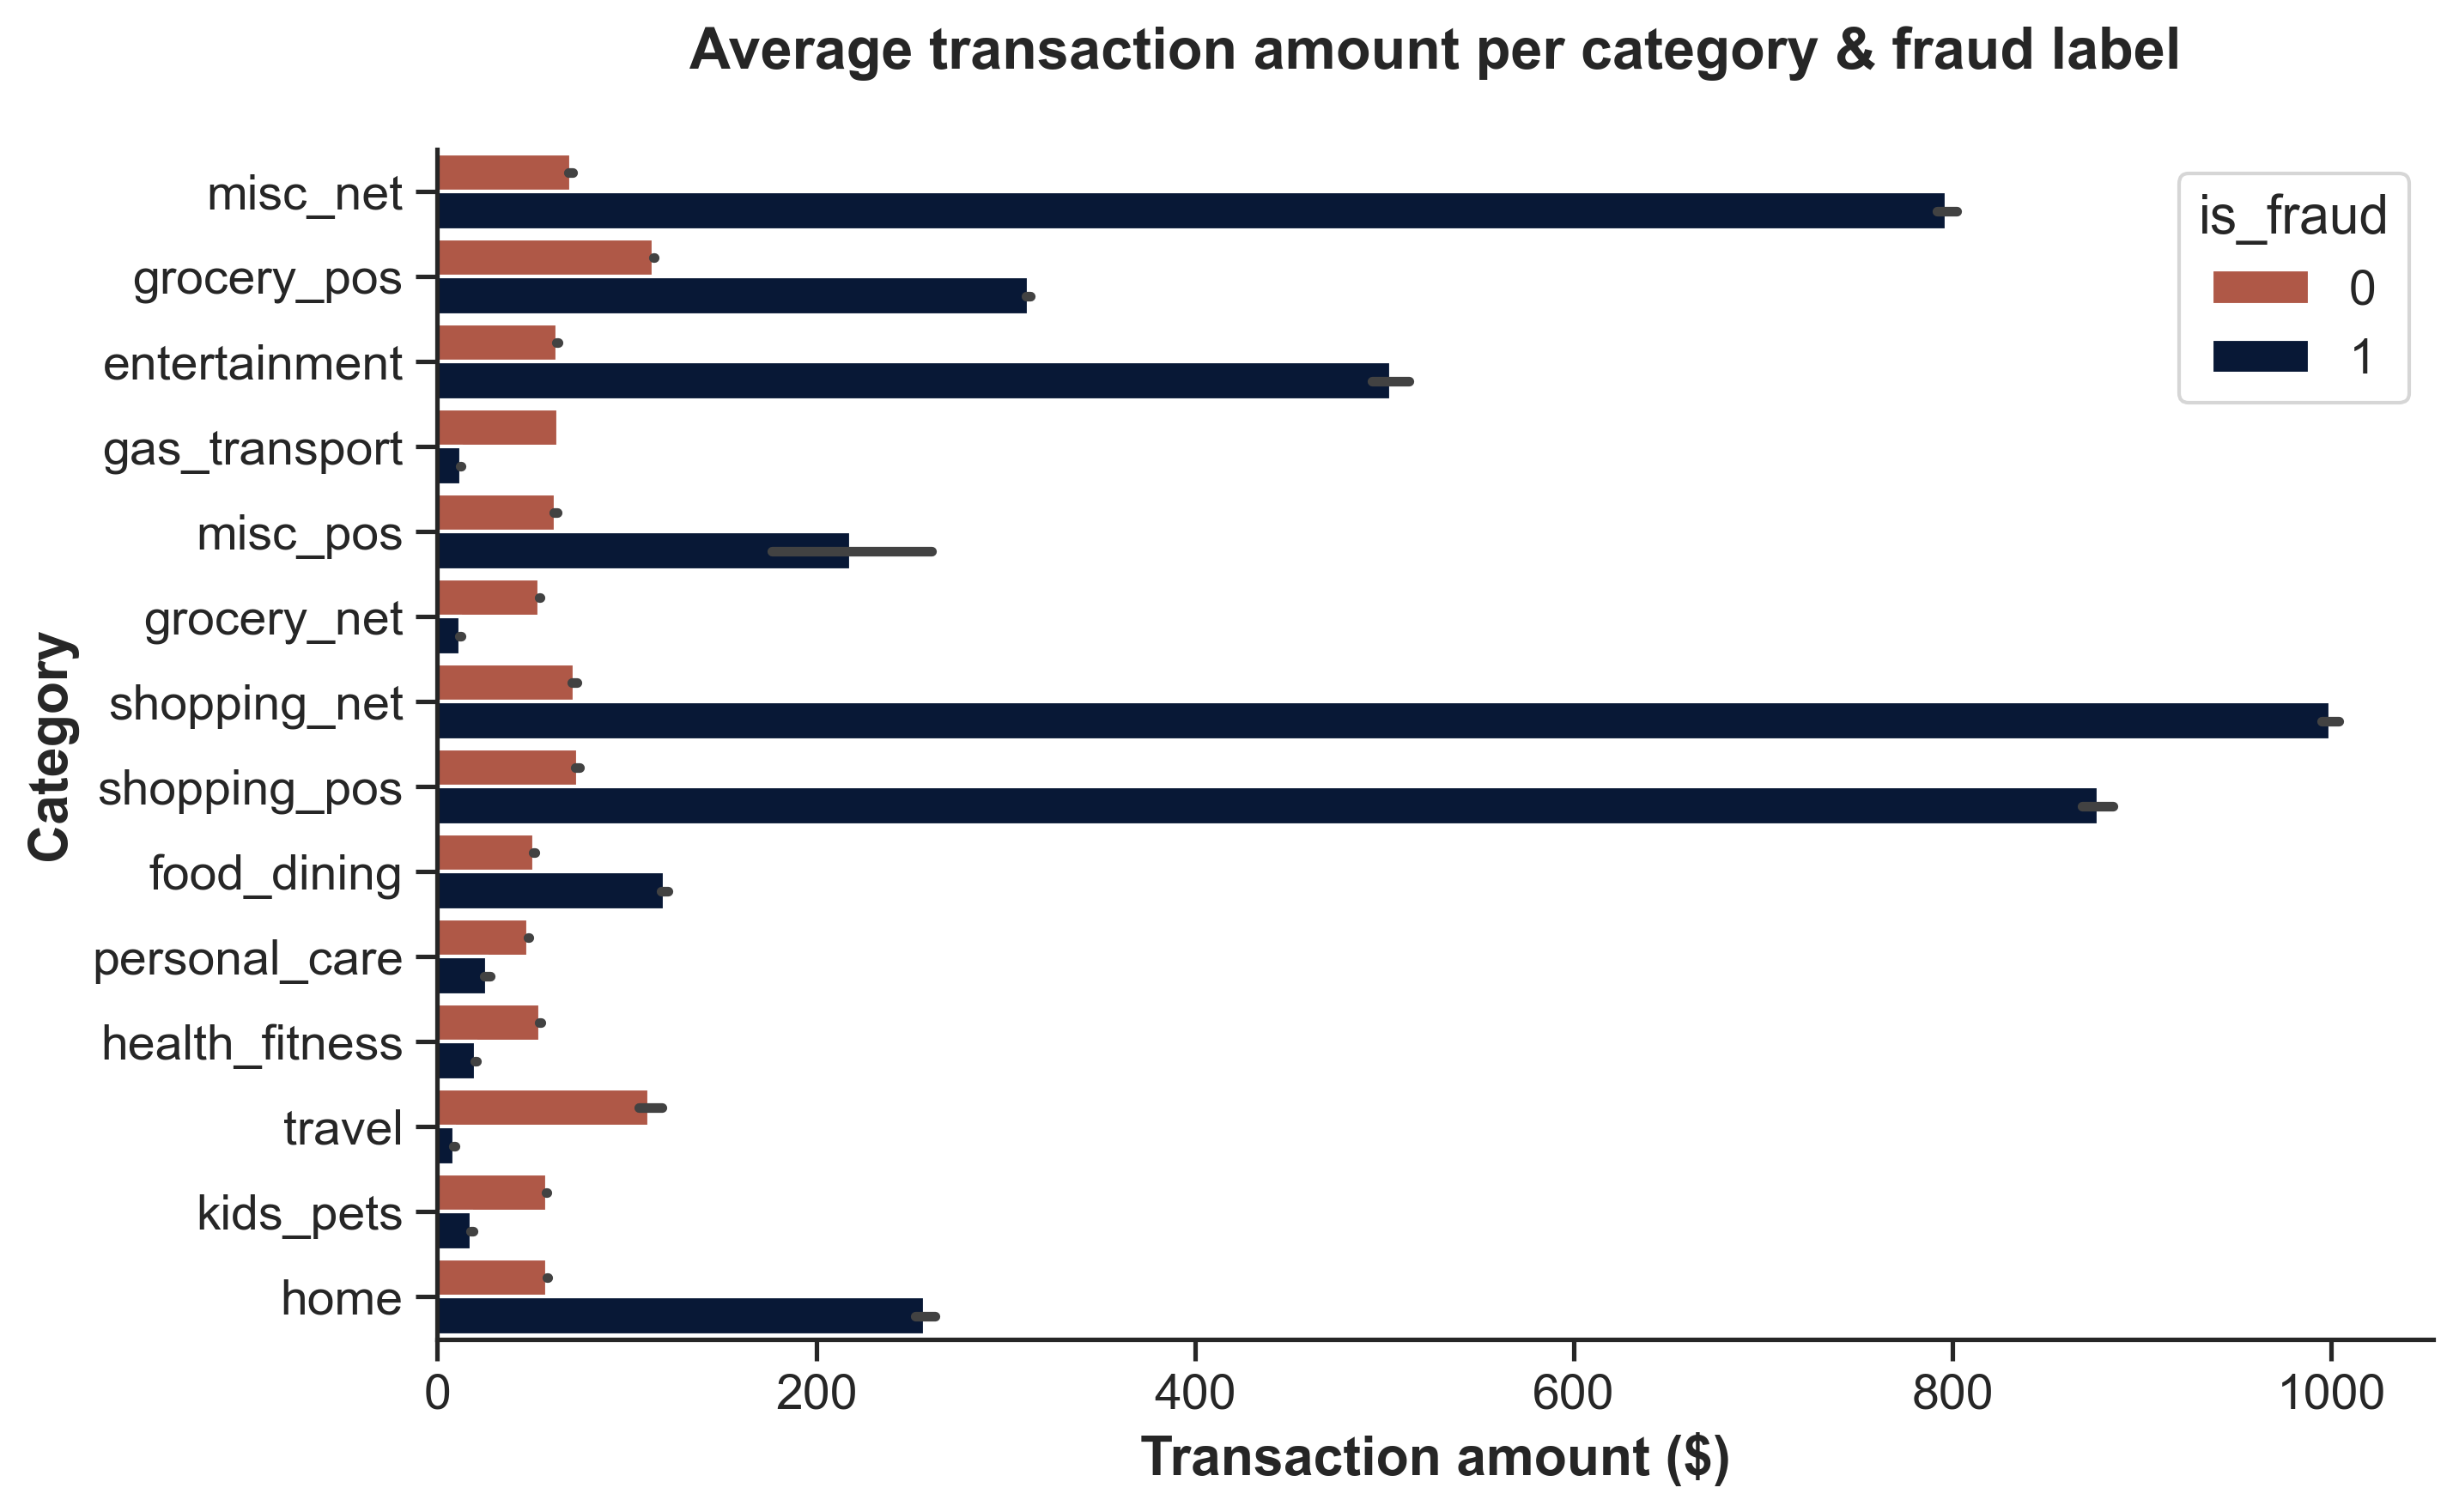 Average transaction amount per category & fraud label
misc_net
grocery_pos
entertainment
gas_transport
misc_pos
grocery_net
shopping_net
shopping_pos
food_dining
personal_care
health_fitness
travel
kids_pets
home
Category
is_fraud
0
1
0 200 400 600 800 1000
Transaction amount ($)